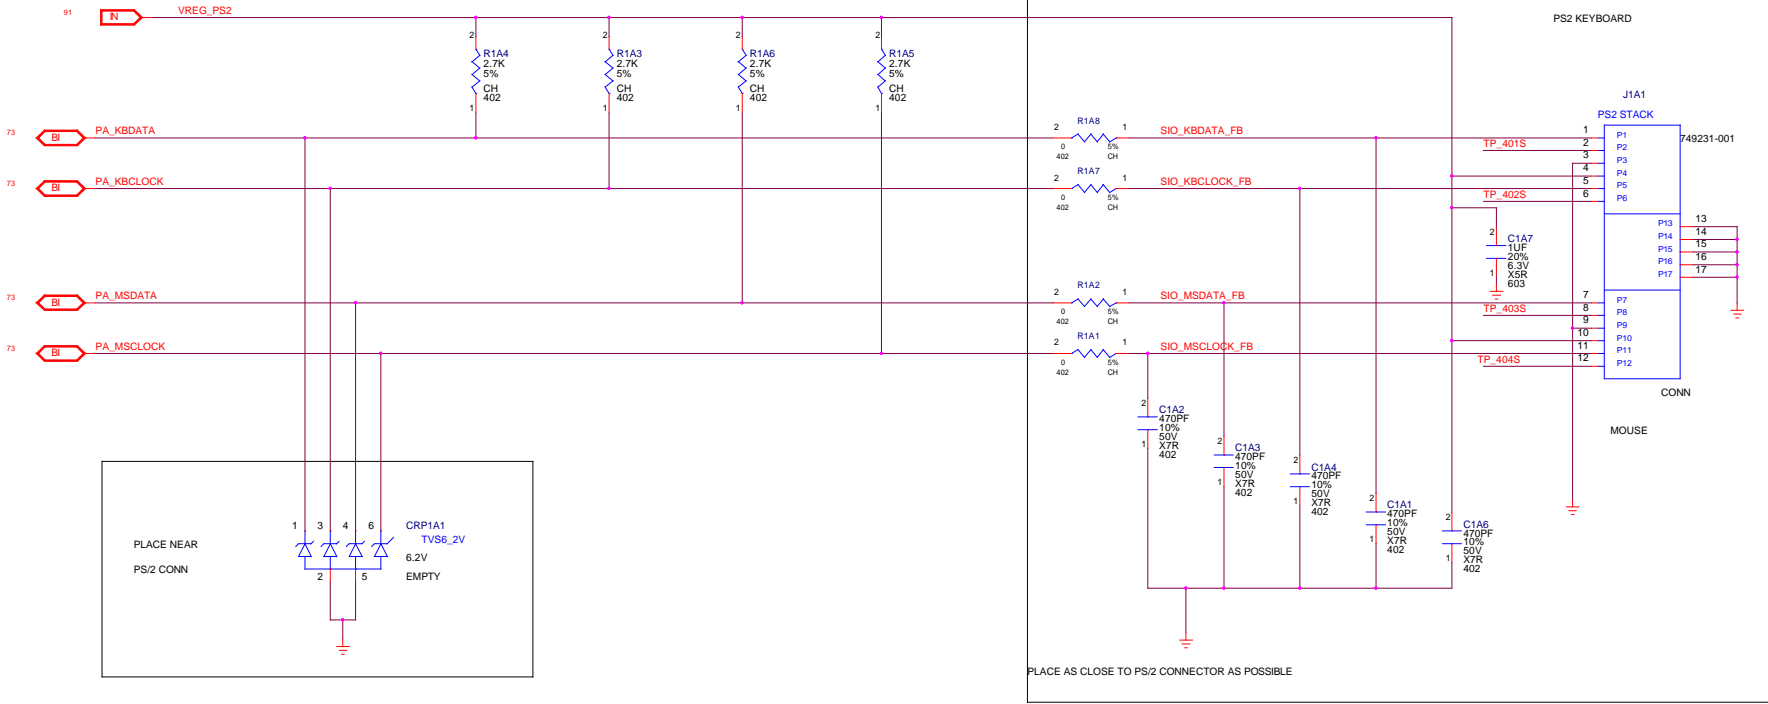 91
IN
VREG_PS2
PS2 KEYBOARD
2
R1A4
2.7K
5%
CH
402
1
2
R1A3
2.7K
5%
CH
402
1
2
R1A6
2.7K
5%
CH
402
1
2
R1A5
2.7K
5%
CH
402
1
73
BI
PA_KBDATA
73
BI
PA_KBCLOCK
73
BI
PA_MSDATA
73
BI
PA_MSCLOCK
2
R1A8
1
0
5%
402
CH
SIO_KBDATA_FB
2
R1A7
1
0
5%
402
CH
SIO_KBCLOCK_FB
2
R1A2
1
0
5%
402
CH
SIO_MSDATA_FB
2
R1A1
1
0
5%
402
CH
SIO_MSCLOCK_FB
J1A1
PS2 STACK
749231-001
1
P1
TP_401S
2
P2
3
P3
4
P4
5
P5
TP_402S
6
P6
P13
13
P14
14
P15
15
P16
16
P17
17
2
C1A7
1UF
20%
6.3V
X5R
603
1
7
P7
TP_403S
8
P8
9
P9
10
P10
11
P11
TP_404S
12
P12
CONN
MOUSE
2
C1A2
470PF
10%
50V
X7R
402
1
2
C1A3
470PF
10%
50V
X7R
402
1
2
C1A4
470PF
10%
50V
X7R
402
1
2
C1A1
470PF
10%
50V
X7R
402
1
2
C1A6
470PF
10%
50V
X7R
402
1
PLACE NEAR
PS/2 CONN
1
3
4
6
CRP1A1
TVS6_2V
6.2V
2
5
EMPTY
PLACE AS CLOSE TO PS/2 CONNECTOR AS POSSIBLE